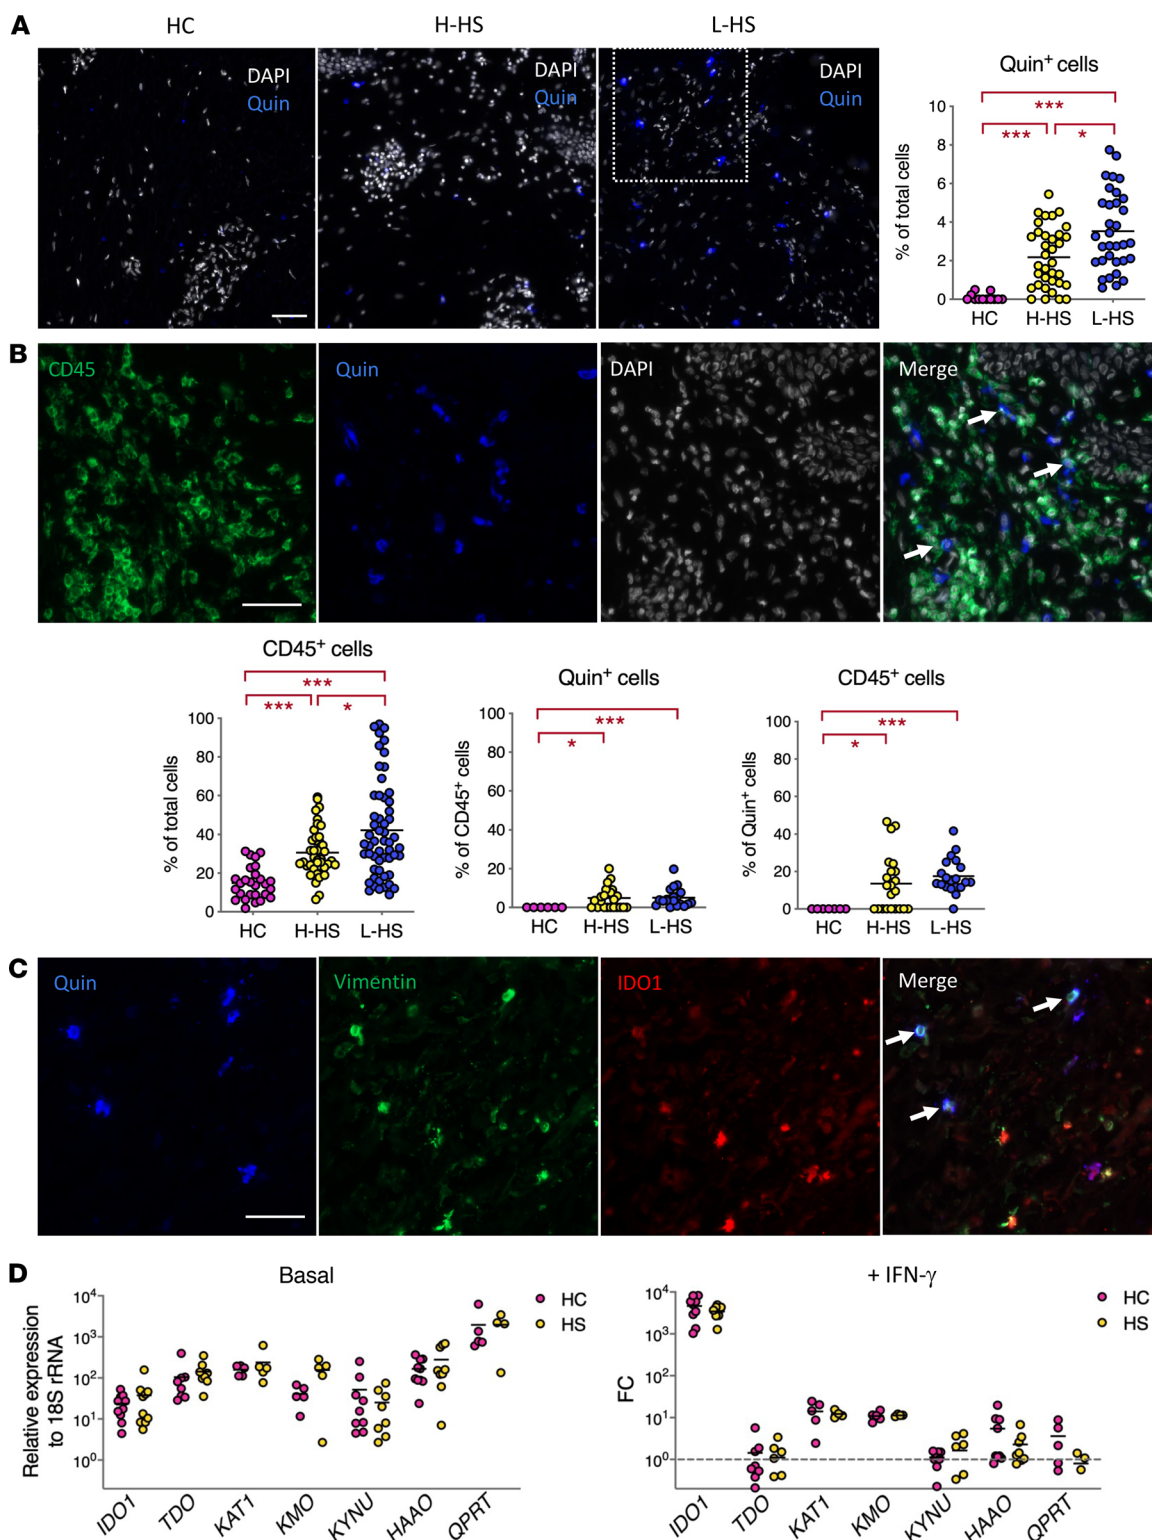 A
HC
H-HS
L-HS
DAPI
Quin
DAPI
Quin
DAPI
Quin
Quin⁺ cells
***
***
*
% of total cells
10
8
6
4
2
0
HC
H-HS
L-HS
B
CD45
Quin
DAPI
Merge
CD45⁺ cells
***
***
*
% of total cells
100
80
60
40
20
0
HC
H-HS
L-HS
Quin⁺ cells
***
*
% of CD45⁺ cells
100
80
60
40
20
0
HC
H-HS
L-HS
CD45⁺ cells
***
*
% of Quin⁺ cells
100
80
60
40
20
0
HC
H-HS
L-HS
C
Quin
Vimentin
IDO1
Merge
D
Basal
Relative expression
to 18S rRNA
10⁴
10³
10²
10¹
10⁰
HC
HS
IDO1
TDO
KAT1
KMO
KYNU
HAAO
QPRT
+ IFN-γ
FC
10⁴
10³
10²
10¹
10⁰
HC
HS
IDO1
TDO
KAT1
KMO
KYNU
HAAO
QPRT